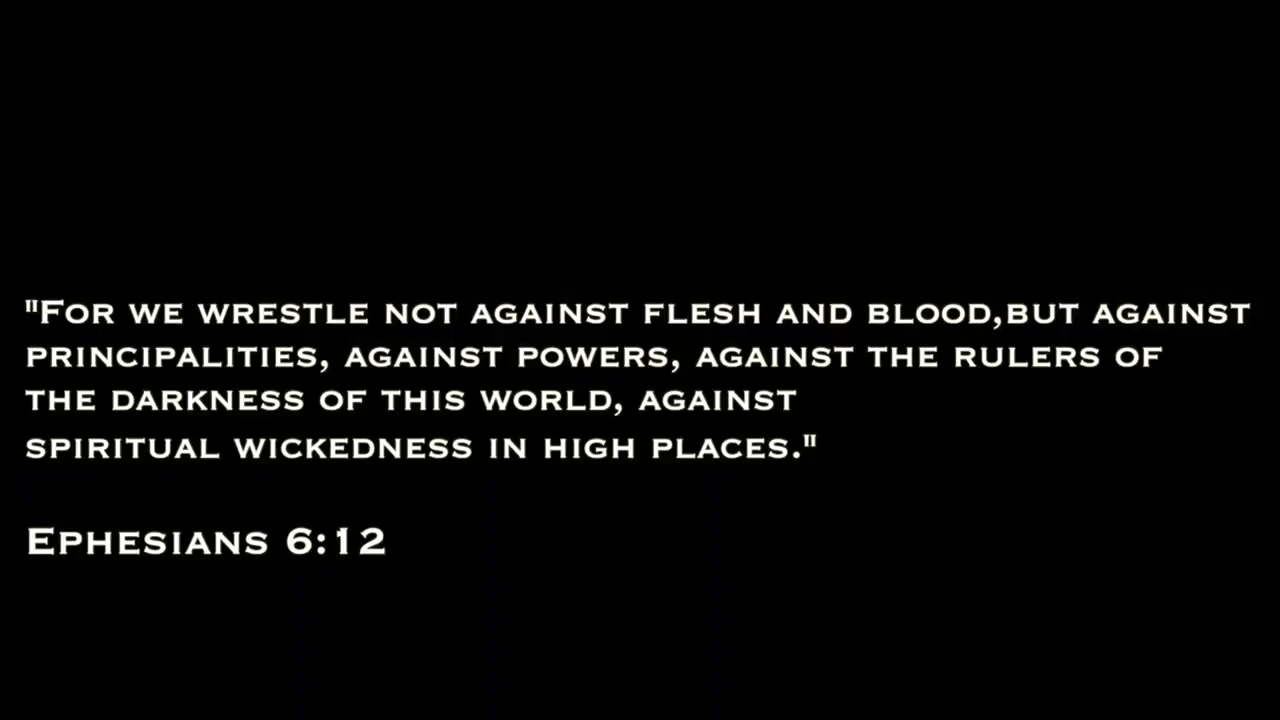 "For we wrestle not against flesh and blood,but against
principalities, against powers, against the rulers of
the darkness of this world, against
spiritual wickedness in high places."
Ephesians 6:12